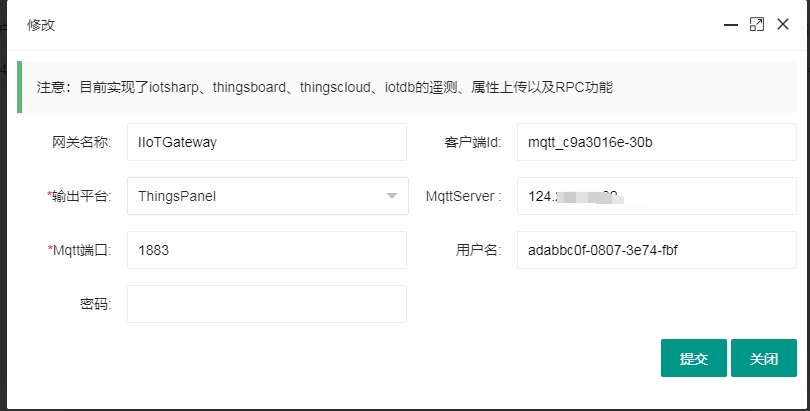 修改
注意：目前实现了iotsharp、thingsboard、thingscloud、iotdb的遥测、属性上传以及RPC功能
网关名称: IIoTGateway 客户端Id: mqtt_c9a3016e-30b
*输出平台: ThingsPanel MqttServer : 124.
*Mqtt端口: 1883 用户名: adabbc0f-0807-3e74-fbf
密码:
提交 关闭